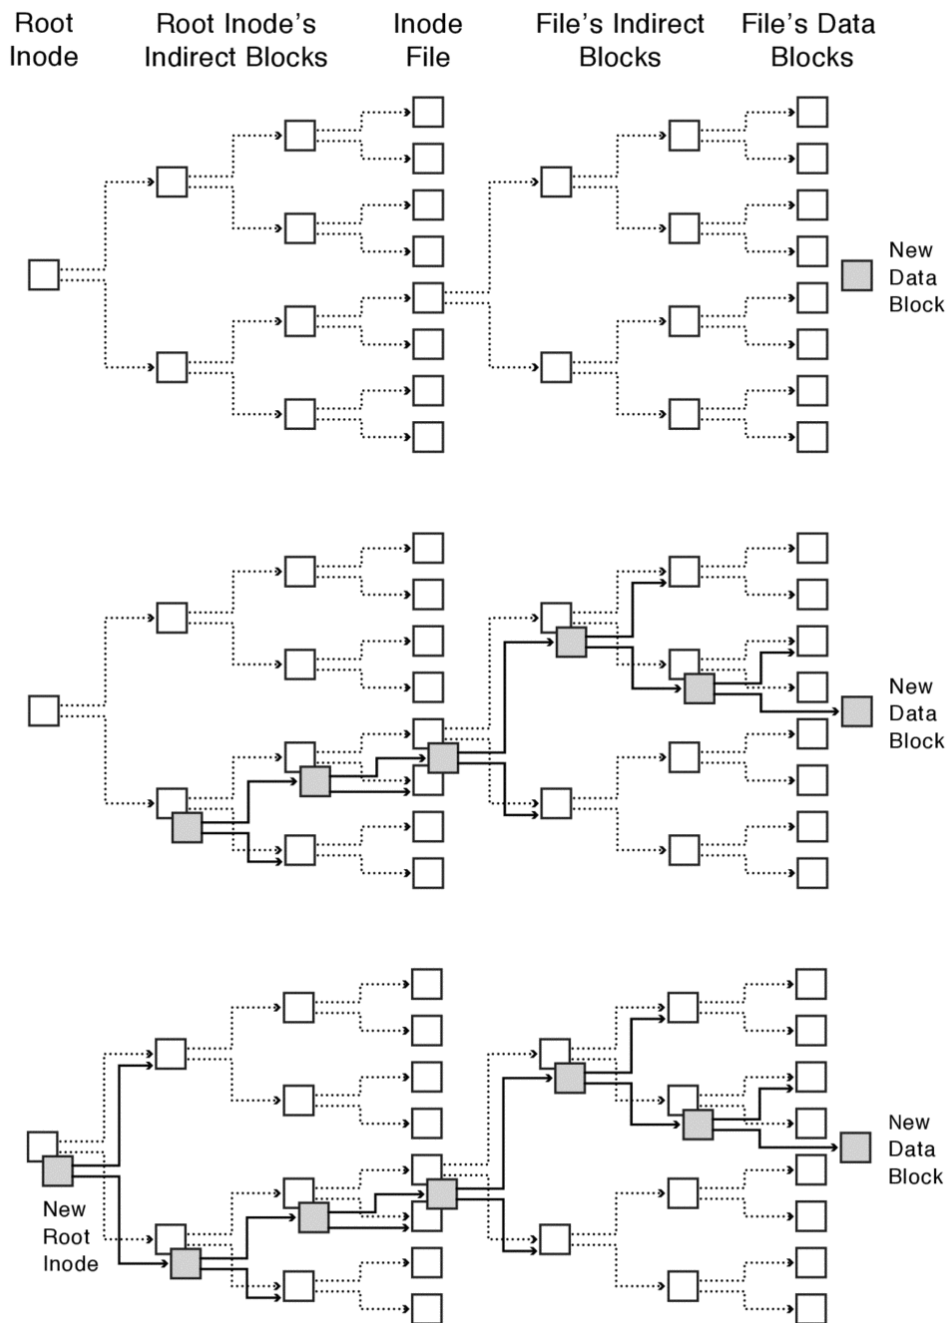 Root
Inode
Root Inode's
Indirect Blocks
Inode
File
File's Indirect
Blocks
File's Data
Blocks
New
Data
Block
New
Data
Block
New
Data
Block
New
Root
Inode